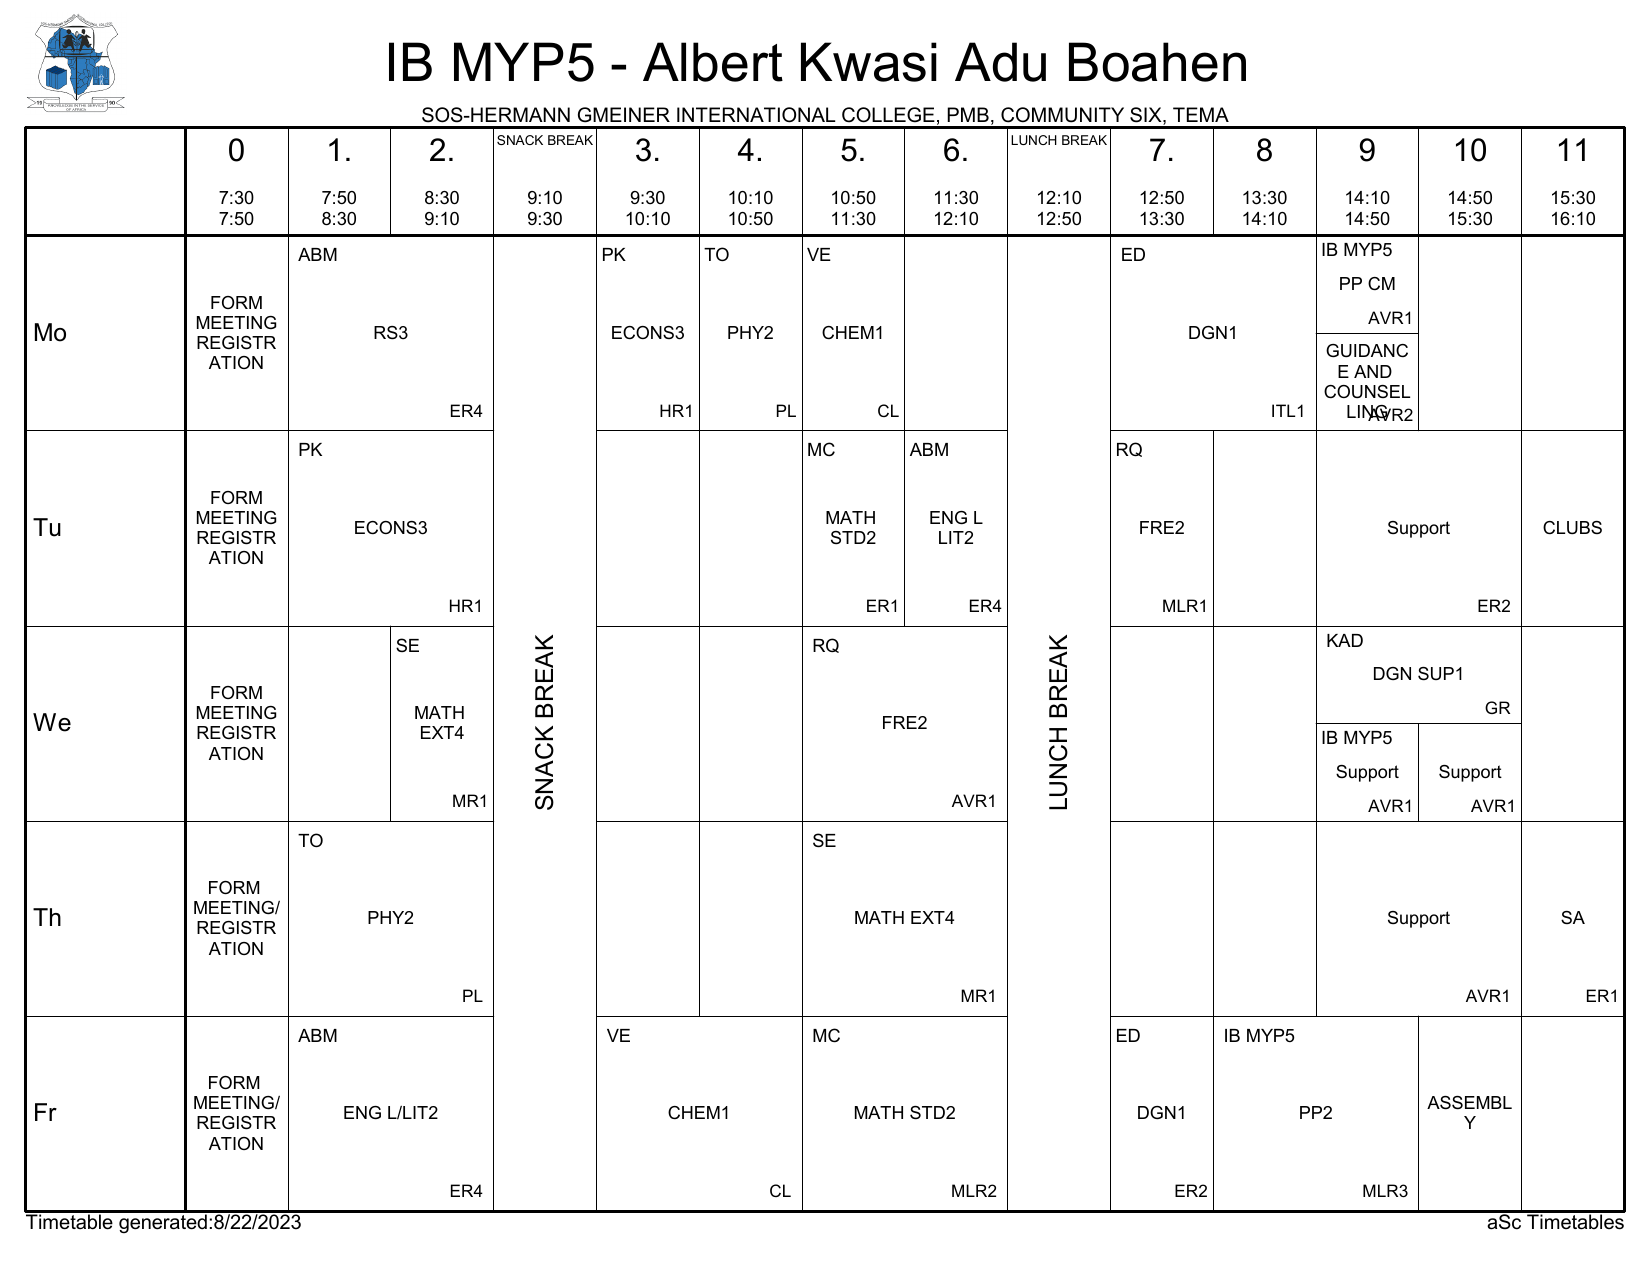 IB MYP5 - Albert Kwasi Adu Boahen
SOS-HERMANN GMEINER INTERNATIONAL COLLEGE, PMB, COMMUNITY SIX, TEMA
0 1. 2. SNACK BREAK 3. 4. 5. 6. LUNCH BREAK 7. 8 9 10 11
7:30 7:50 8:30 9:10 9:30 10:10 10:50 11:30 12:10 12:50 13:30 14:10 14:50 15:30
7:50 8:30 9:10 9:30 10:10 10:50 11:30 12:10 12:50 13:30 14:10 14:50 15:30 16:10
Mo
FORM
MEETING
REGISTR
ATION
ABM
RS3
ER4
PK
ECONS3
HR1
TO
PHY2
PL
VE
CHEM1
CL
ED
DGN1
ITL1
IB MYP5
PP CM
AVR1
GUIDANC
E AND
COUNSEL
LING
AVR2
Tu
FORM
MEETING
REGISTR
ATION
PK
ECONS3
HR1
MC
MATH
STD2
ER1
ABM
ENG L
LIT2
ER4
RQ
FRE2
MLR1
Support
ER2
CLUBS
We
FORM
MEETING
REGISTR
ATION
SE
MATH
EXT4
MR1
SNACK BREAK
RQ
FRE2
AVR1
LUNCH BREAK
KAD
DGN SUP1
GR
IB MYP5
Support
AVR1
Support
AVR1
Th
FORM
MEETING/
REGISTR
ATION
TO
PHY2
PL
SE
MATH EXT4
MR1
Support
AVR1
SA
ER1
Fr
FORM
MEETING/
REGISTR
ATION
ABM
ENG L/LIT2
ER4
VE
CHEM1
CL
MC
MATH STD2
MLR2
ED
DGN1
ER2
IB MYP5
PP2
MLR3
ASSEMBL
Y
Timetable generated:8/22/2023
aSc Timetables